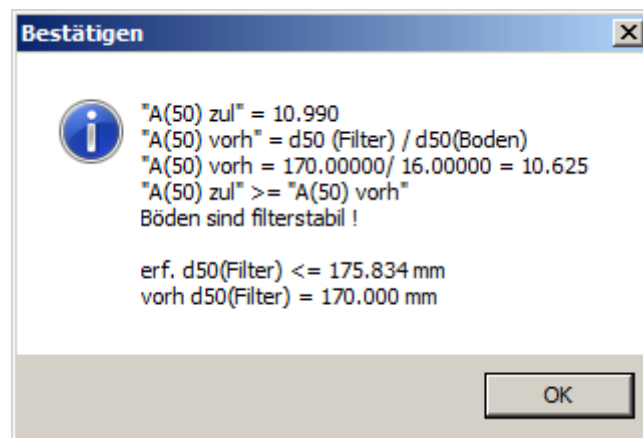 Bestätigen
"A(50) zul" = 10.990
"A(50) vorh" = d50 (Filter) / d50(Boden)
"A(50) vorh = 170.00000/ 16.00000 = 10.625
"A(50) zul" >= "A(50) vorh"
Böden sind filterstabil !
erf. d50(Filter) <= 175.834 mm
vorh d50(Filter) = 170.000 mm
OK